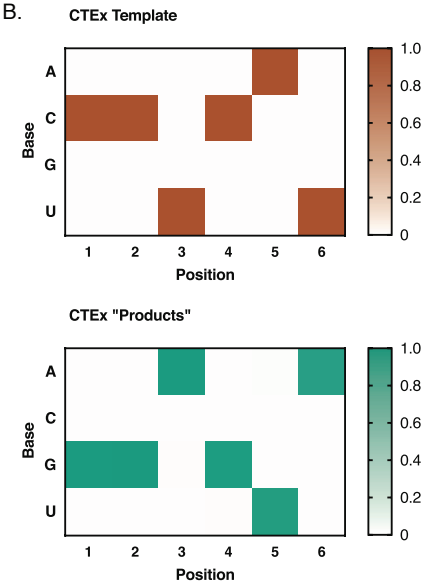 B.
CTEx Template
Base
A
C
G
U
1 2 3 4 5 6
Position
1.0
0.8
0.6
0.4
0.2
0
CTEx "Products"
Base
A
C
G
U
1 2 3 4 5 6
Position
1.0
0.8
0.6
0.4
0.2
0